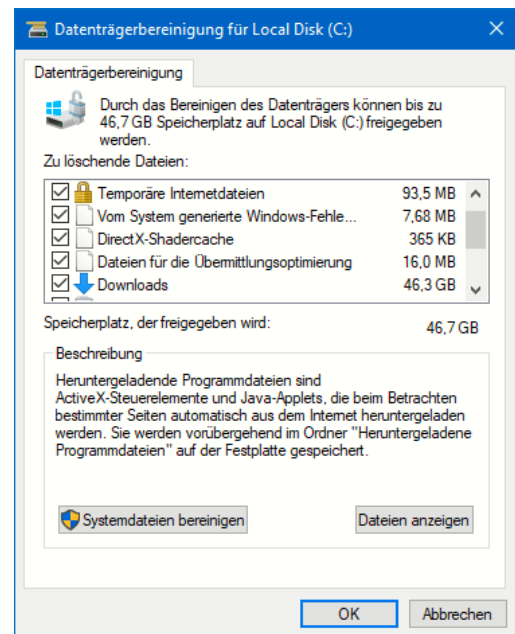 Datenträgerbereinigung für Local Disk (C:)
Datenträgerbereinigung
Durch das Bereinigen des Datenträgers können bis zu
46,7 GB Speicherplatz auf Local Disk (C:) freigegeben
werden.
Zu löschende Dateien:
Temporäre Internetdateien 93,5 MB
Vom System generierte Windows-Fehle... 7,68 MB
DirectX-Shadercache 365 KB
Dateien für die Übermittlungsoptimierung 16,0 MB
Downloads 46,3 GB
Speicherplatz, der freigegeben wird: 46,7 GB
Beschreibung
Heruntergeladende Programmdateien sind
ActiveX-Steuerelemente und Java-Applets, die beim Betrachten
bestimmter Seiten automatisch aus dem Internet heruntergeladen
werden. Sie werden vorübergehend im Ordner "Heruntergeladene
Programmdateien" auf der Festplatte gespeichert.
Systemdateien bereinigen Dateien anzeigen
OK Abbrechen